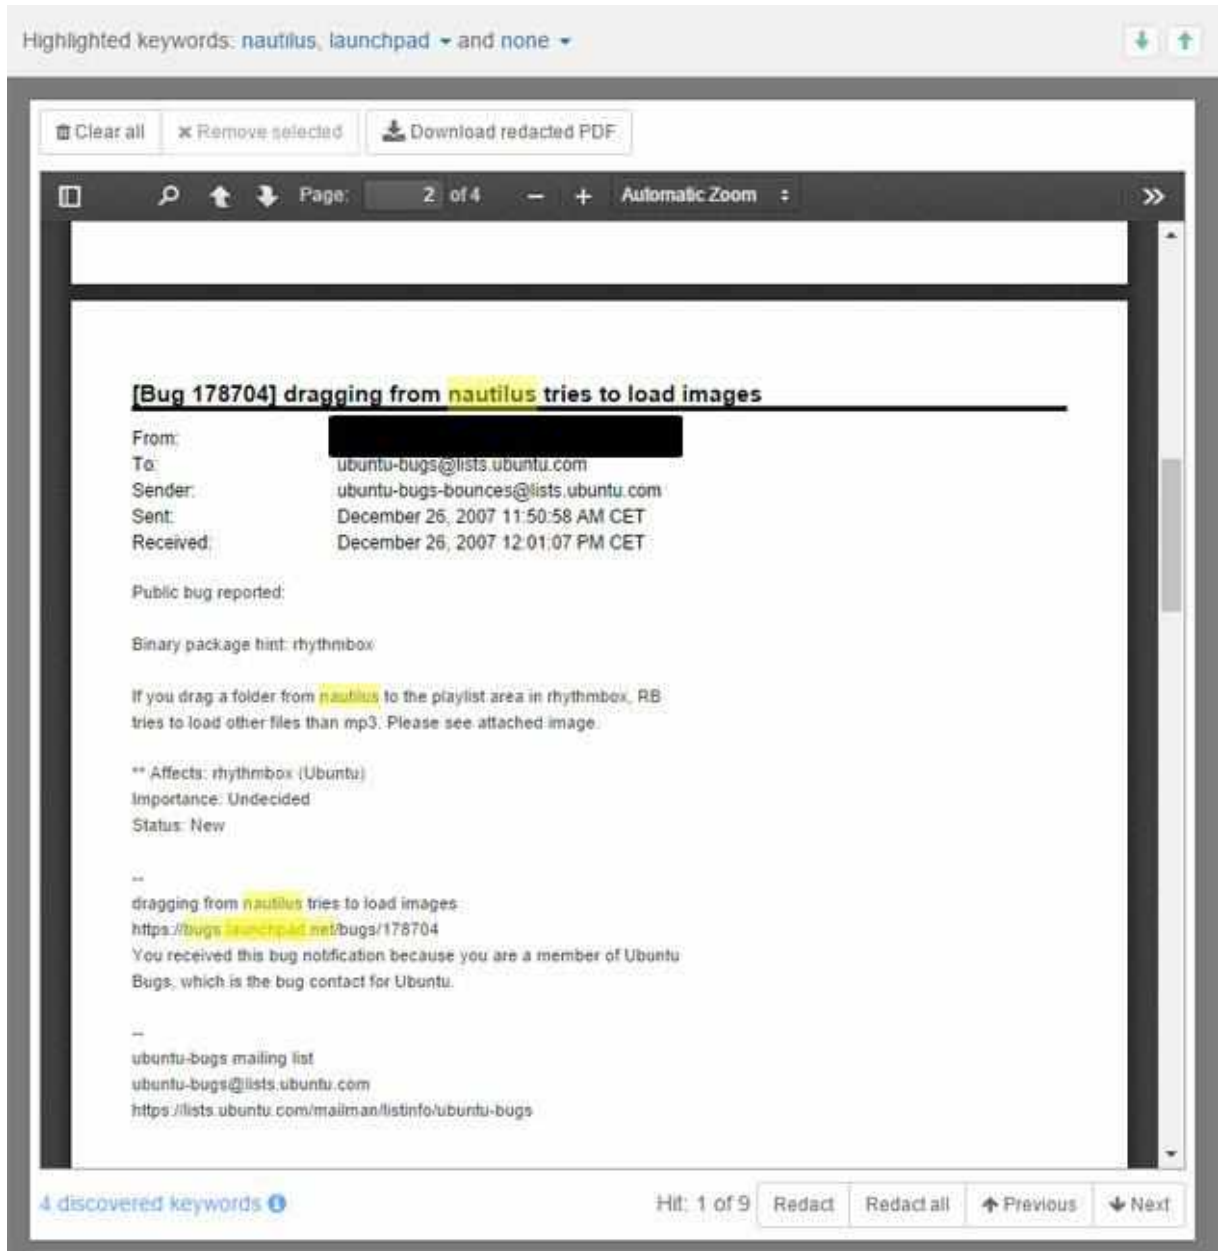 Highlighted keywords: nautilus, launchpad and none
Clear all Remove selected Download redacted PDF
Page: 2 of 4 Automatic Zoom
[Bug 178704] dragging from nautilus tries to load images
From:
To: ubuntu-bugs@lists.ubuntu.com
Sender: ubuntu-bugs-bounces@lists.ubuntu.com
Sent: December 26, 2007 11:50:58 AM CET
Received: December 26, 2007 12:01:07 PM CET
Public bug reported:
Binary package hint: rhythmbox
If you drag a folder from nautilus to the playlist area in rhythmbox, RB
tries to load other files than mp3. Please see attached image.
** Affects: rhythmbox (Ubuntu)
Importance: Undecided
Status: New
--
dragging from nautilus tries to load images
https://bugs.launchpad.net/bugs/178704
You received this bug notification because you are a member of Ubuntu
Bugs, which is the bug contact for Ubuntu.
--
ubuntu-bugs mailing list
ubuntu-bugs@lists.ubuntu.com
https://lists.ubuntu.com/mailman/listinfo/ubuntu-bugs
4 discovered keywords Hit: 1 of 9 Redact Redact all Previous Next